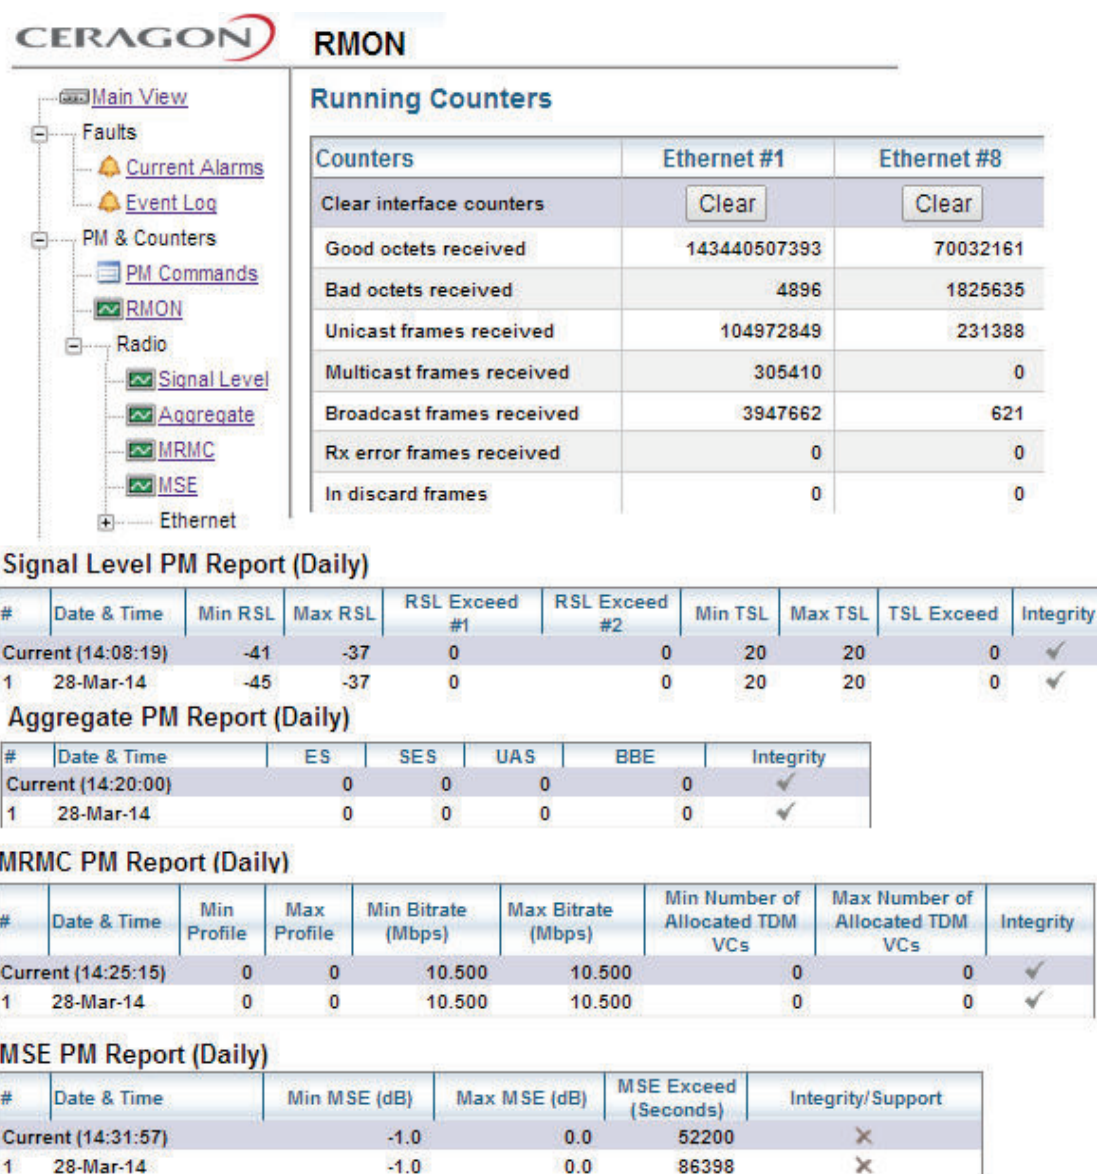 CERAGON
RMON
Main View
Faults
Current Alarms
Event Log
PM & Counters
PM Commands
RMON
Radio
Signal Level
Aggregate
MRMC
MSE
Ethernet
Running Counters
Counters Ethernet #1 Ethernet #8
Clear interface counters Clear Clear
Good octets received 143440507393 70032161
Bad octets received 4896 1825635
Unicast frames received 104972849 231388
Multicast frames received 305410 0
Broadcast frames received 3947662 621
Rx error frames received 0 0
In discard frames 0 0
Signal Level PM Report (Daily)
# Date & Time Min RSL Max RSL RSL Exceed #1 RSL Exceed #2 Min TSL Max TSL TSL Exceed Integrity
Current (14:08:19) -41 -37 0 0 20 20 0
1 28-Mar-14 -45 -37 0 0 20 20 0
Aggregate PM Report (Daily)
# Date & Time ES SES UAS BBE Integrity
Current (14:20:00) 0 0 0 0
1 28-Mar-14 0 0 0 0
MRMC PM Report (Daily)
# Date & Time Min Profile Max Profile Min Bitrate (Mbps) Max Bitrate (Mbps) Min Number of Allocated TDM VCs Max Number of Allocated TDM VCs Integrity
Current (14:25:15) 0 0 10.500 10.500 0 0
1 28-Mar-14 0 0 10.500 10.500 0 0
MSE PM Report (Daily)
# Date & Time Min MSE (dB) Max MSE (dB) MSE Exceed (Seconds) Integrity/Support
Current (14:31:57) -1.0 0.0 52200
1 28-Mar-14 -1.0 0.0 86398